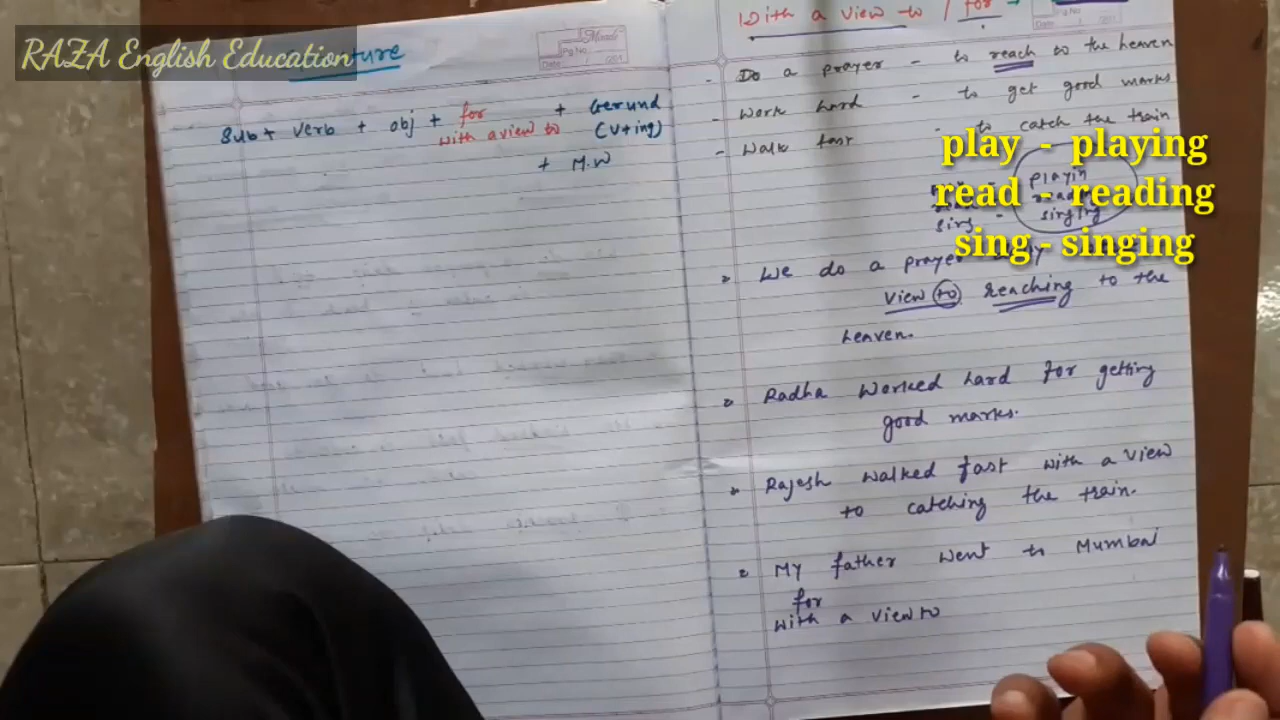 RAZA English Education
Sub + verb + obj + for + Gerund
with a view to (V+ing)
+ M.W
With a view to / for →
- Do a prayer - to reach to the heaven
- Work hard - to get good marks
- Walk fast - to catch the train
play - playing
read - reading
sing - singing
sing - singing
We do a prayer
view to reaching to the
heaven.
Radha worked hard for getting
good marks.
Rajesh walked fast with a view
to catching the train.
My father went to Mumbai
for
with a view to